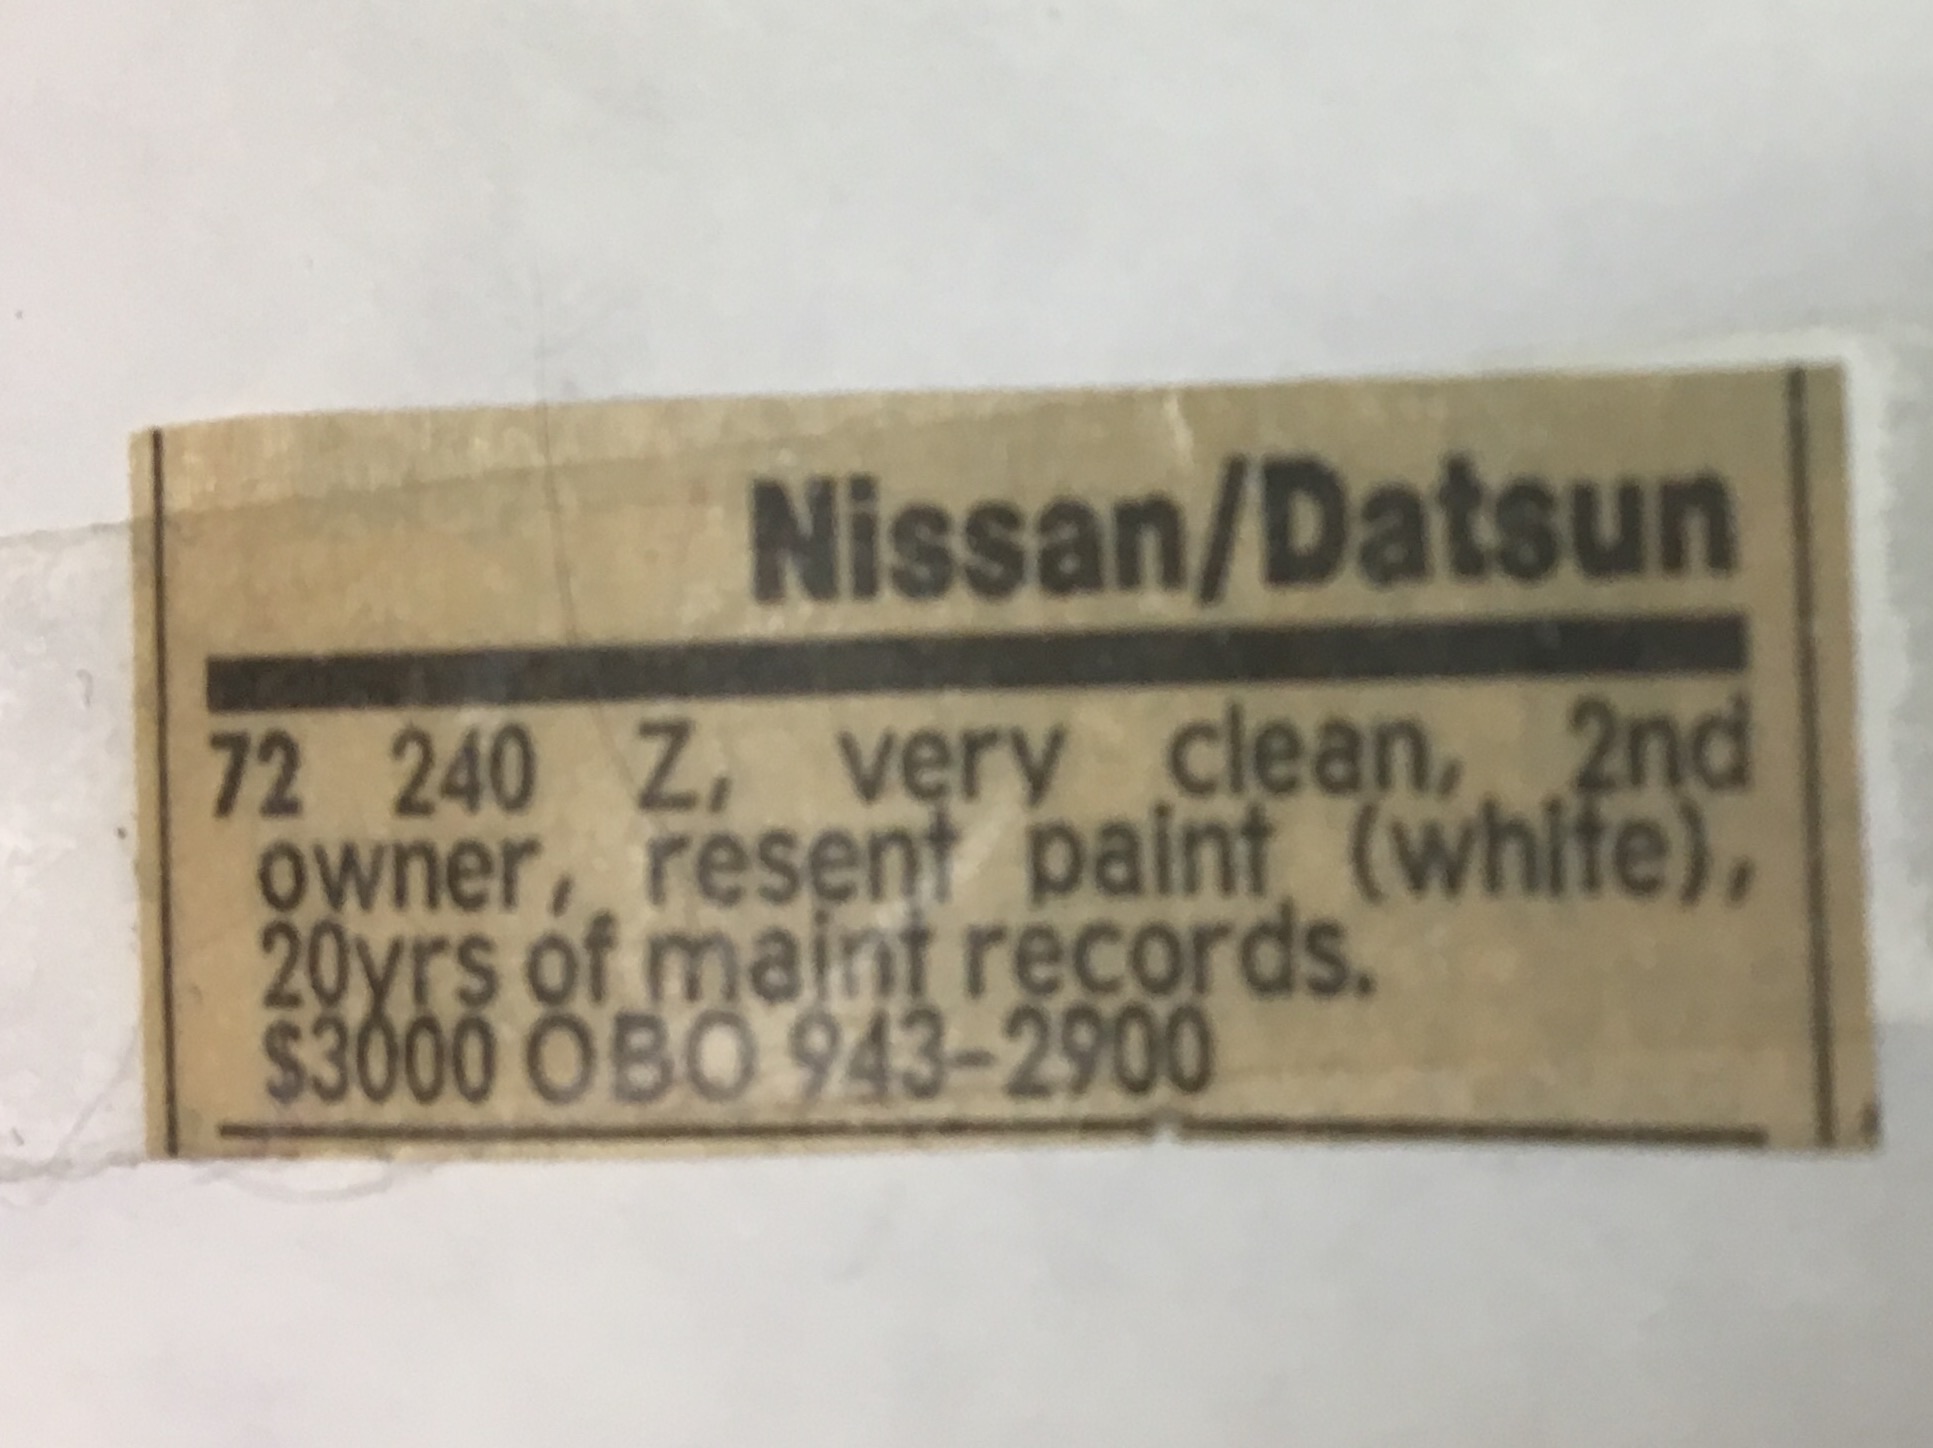 Nissan/Datsun
72 240 Z, very clean, 2nd
owner, resent paint (white),
20yrs of maint records.
$3000 OBO 943-2900